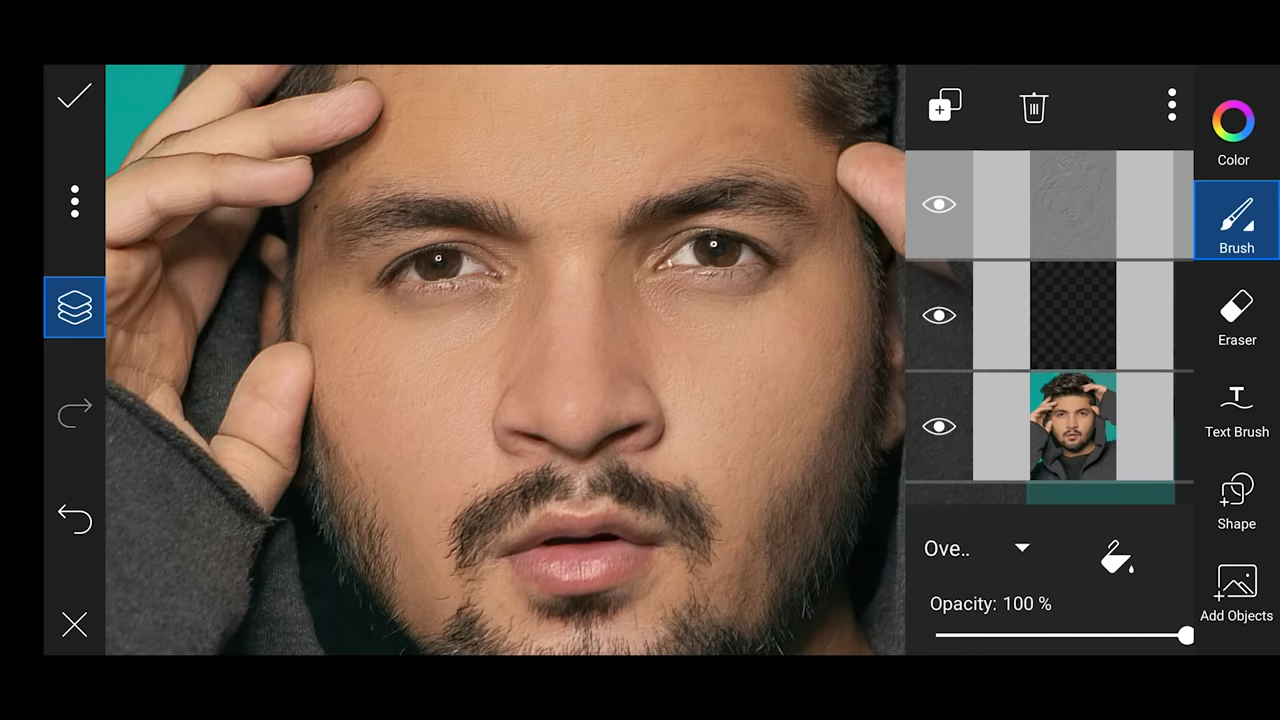 Color
Brush
Eraser
Text Brush
Shape
Add Objects
Ove..
Opacity: 100 %